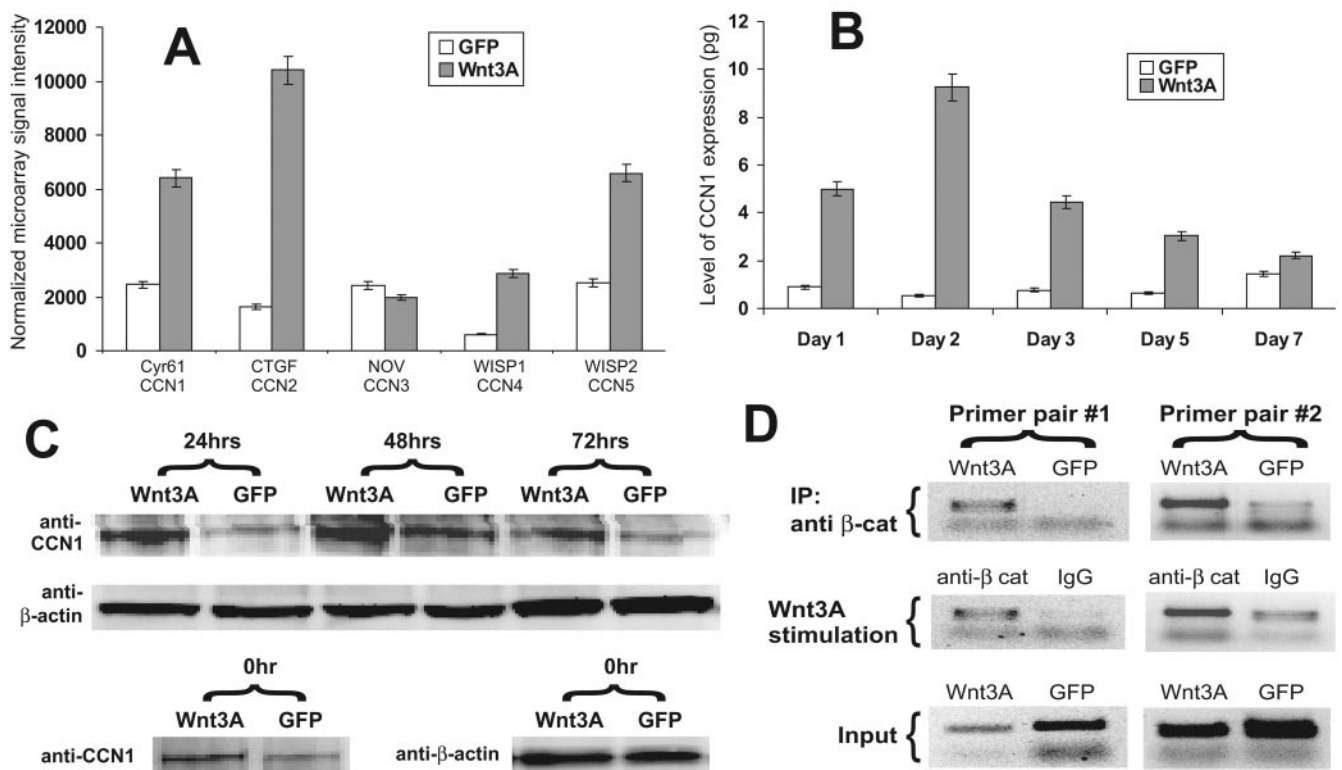 A
Normalized microarray signal intensity
12000
10000
8000
6000
4000
2000
0
GFP
Wnt3A
Cyr61 CTGF NOV WISP1 WISP2
CCN1 CCN2 CCN3 CCN4 CCN5
B
Level of CCN1 expression (pg)
12
10
8
6
4
2
0
GFP
Wnt3A
Day 1 Day 2 Day 3 Day 5 Day 7
C
24hrs 48hrs 72hrs
Wnt3A GFP Wnt3A GFP Wnt3A GFP
anti-
CCN1
anti-
β-actin
0hr 0hr
Wnt3A GFP Wnt3A GFP
anti-CCN1 anti-β-actin
D
Primer pair #1 Primer pair #2
Wnt3A GFP Wnt3A GFP
IP:
anti β-cat
anti-β cat IgG anti-β cat IgG
Wnt3A
stimulation
Wnt3A GFP Wnt3A GFP
Input